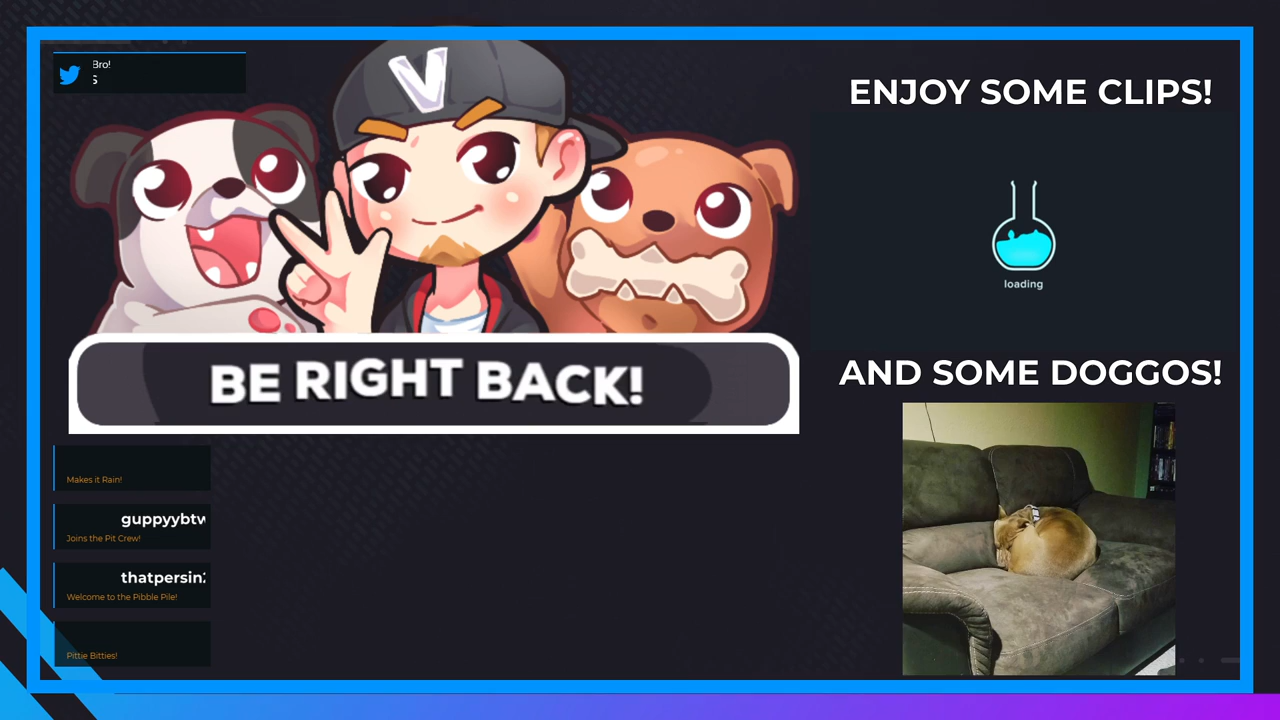 Bro!
S
V
ENJOY SOME CLIPS!
loading
BE RIGHT BACK!
AND SOME DOGGOS!
Makes it Rain!
guppyybtw
Joins the Pit Crew!
thatpersin
Welcome to the Pibble Pile!
Pittie Bitties!